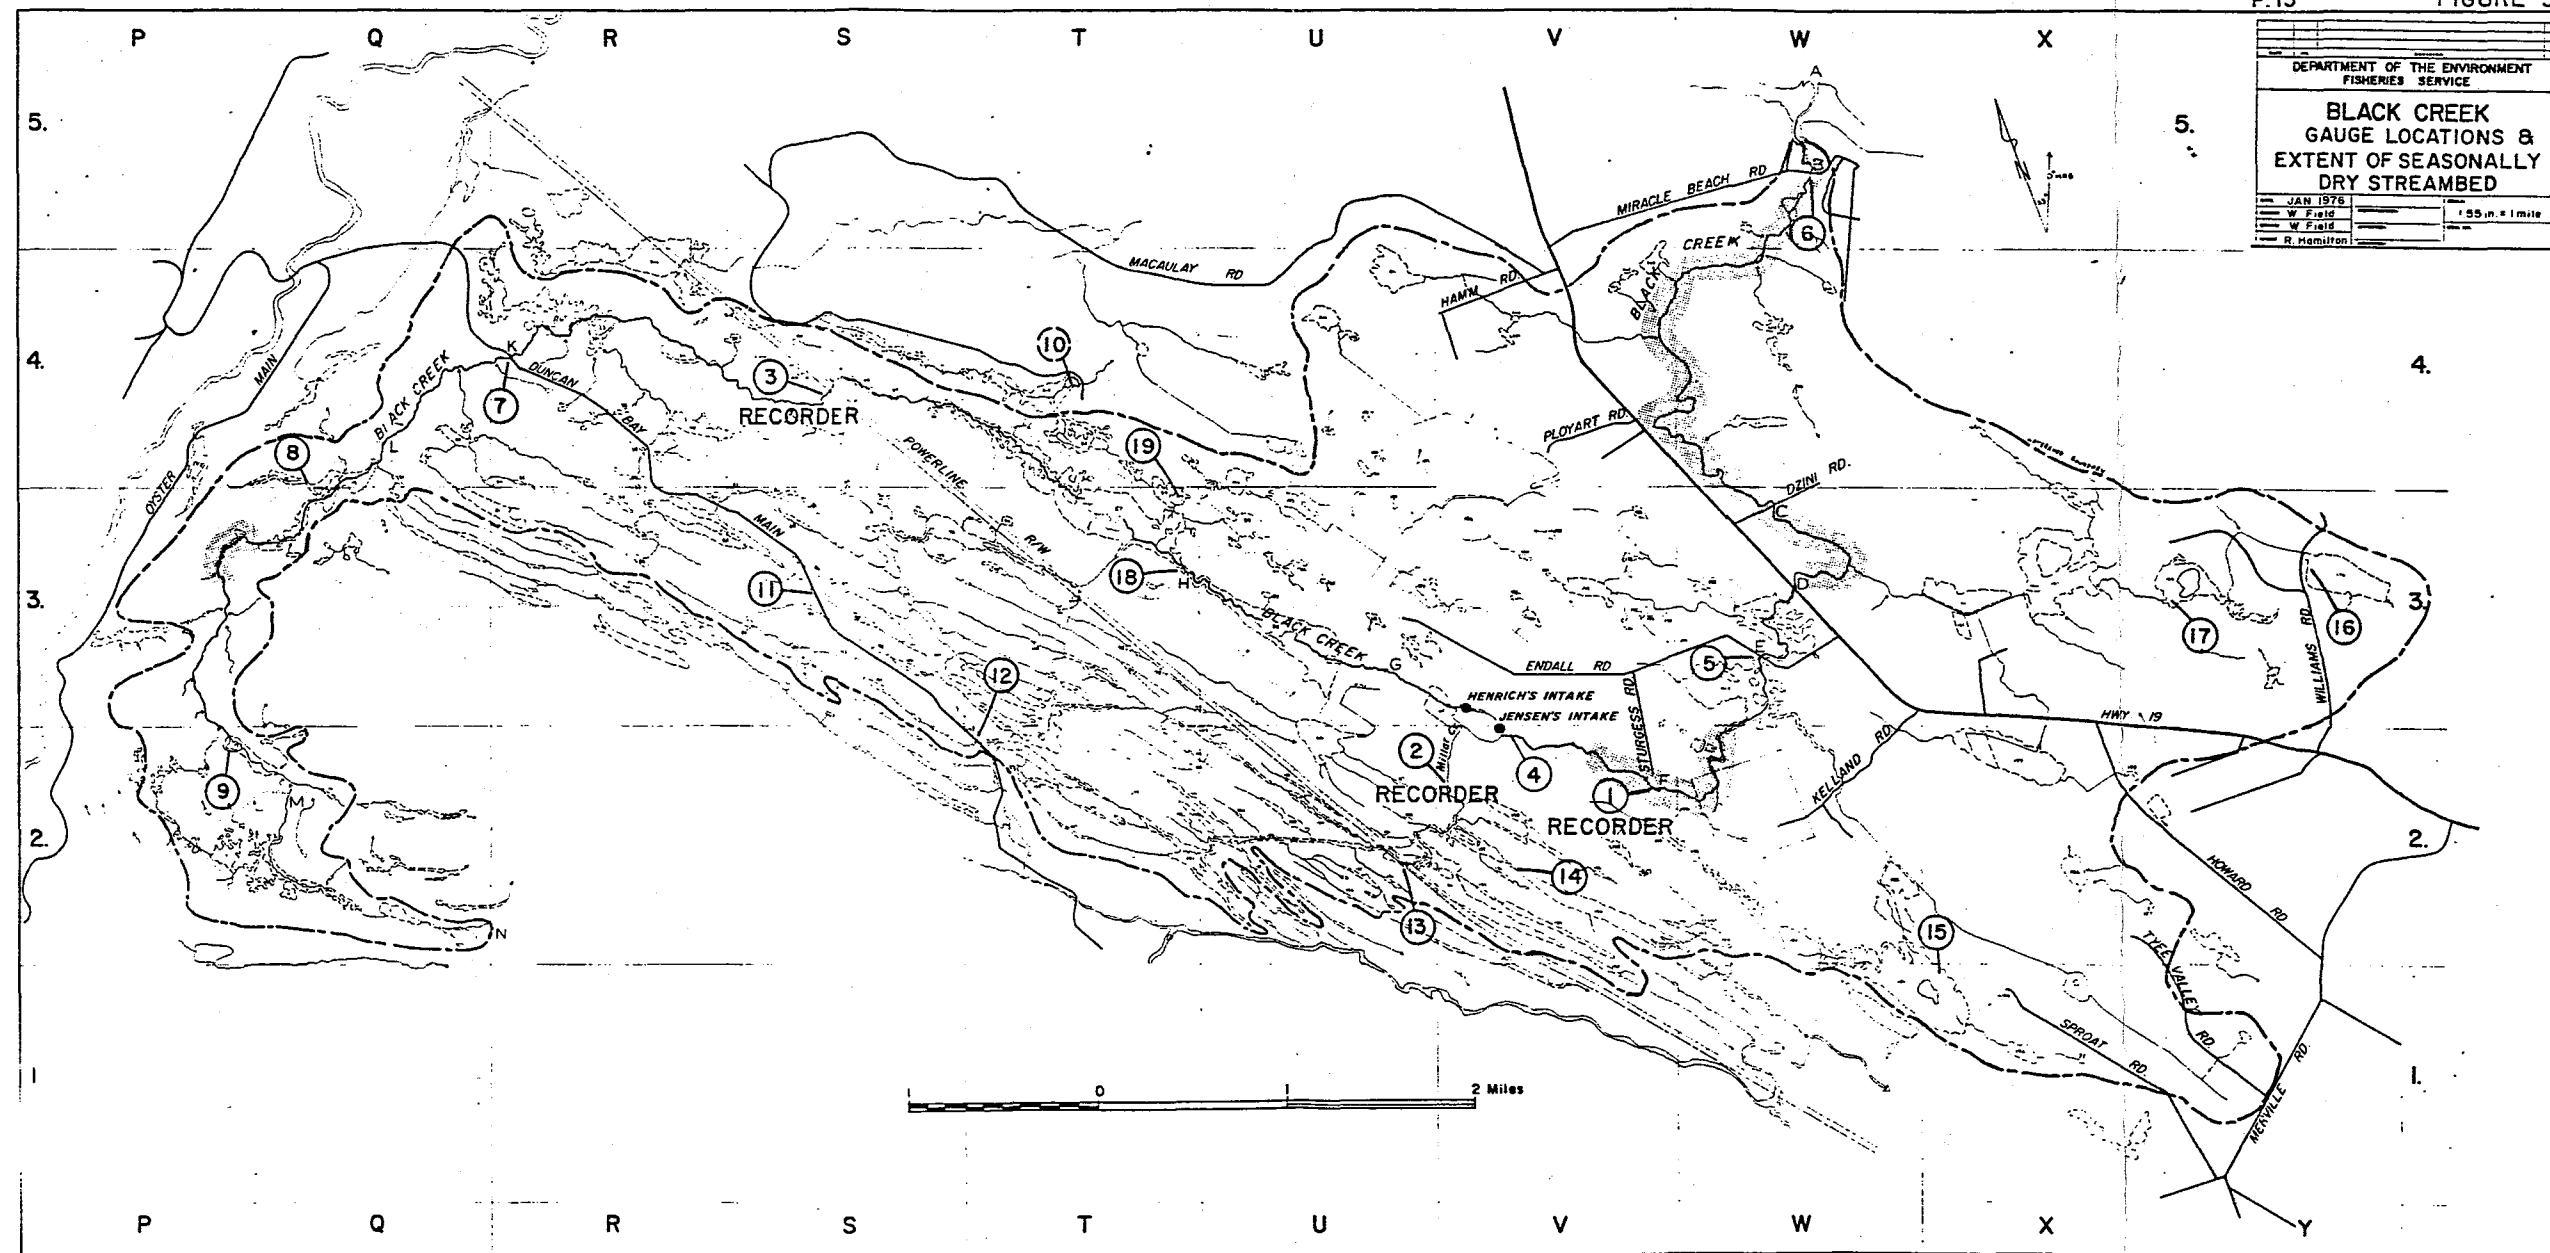 P.15 FIGURE
P Q R S T U V W X
DEPARTMENT OF THE ENVIRONMENT
FISHERIES SERVICE
BLACK CREEK
GAUGE LOCATIONS &
EXTENT OF SEASONALLY
DRY STREAMBED
JAN 1976
W Field
1.55 in. = 1 mile
W Field
R. Hamilton
A
5.
5.
MIRACLE BEACH RD
6
CREEK
BLACK
MACAULAY RD
HAMM RD.
K
10
4.
4.
MAIN
BLACK CREEK
DUNCAN
3
RECORDER
7
BAY
PLOYART RD.
L
8
POWERLINE
19
OYSTER
DZINI RD.
C
MAIN
R/W
18
H
D
11
3.
3.
BLACK CREEK
16
17
WILLIAMS RD
G
ENDALL RD
5
E
12
HENRICH'S INTAKE
JENSEN'S INTAKE
STURGESS RD.
HWY 19
Millar Cr.
2
RECORDER
4
F
1
RECORDER
KELLAND RD.
9
M
2.
2.
14
HOWARD RD
13
15
N
TYEE VALLEY RD.
SPROAT RD.
MERVILLE RD.
1
1.
1 0 1 2 Miles
P Q R S T U V W X Y